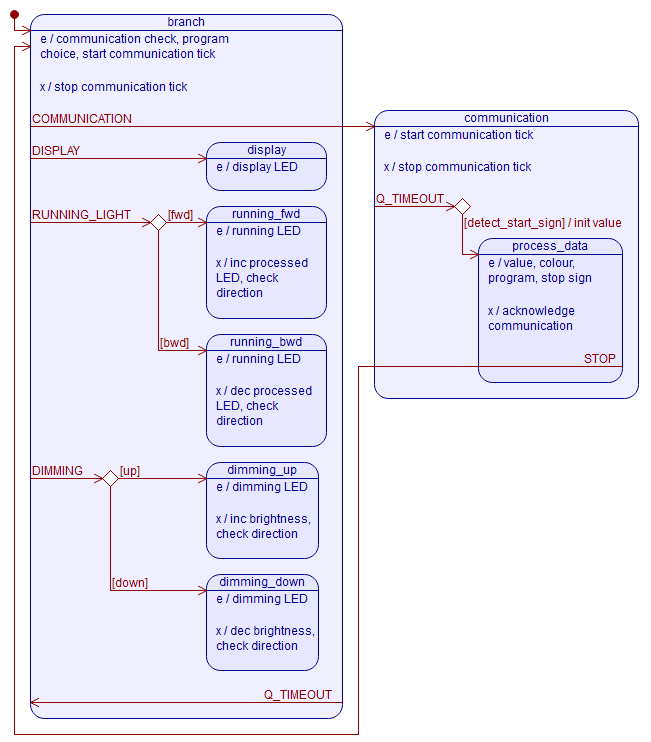 branch
e / communication check, program
choice, start communication tick
x / stop communication tick
COMMUNICATION
communication
e / start communication tick
x / stop communication tick
DISPLAY
display
e / display LED
Q_TIMEOUT
[detect_start_sign] / init value
RUNNING_LIGHT
[fwd]
running_fwd
e / running LED
x / inc processed
LED, check
direction
process_data
e / value, colour,
program, stop sign
x / acknowledge
communication
STOP
[bwd]
running_bwd
e / running LED
x / dec processed
LED, check
direction
DIMMING
[up]
dimming_up
e / dimming LED
x / inc brightness,
check direction
[down]
dimming_down
e / dimming LED
x / dec brightness,
check direction
Q_TIMEOUT